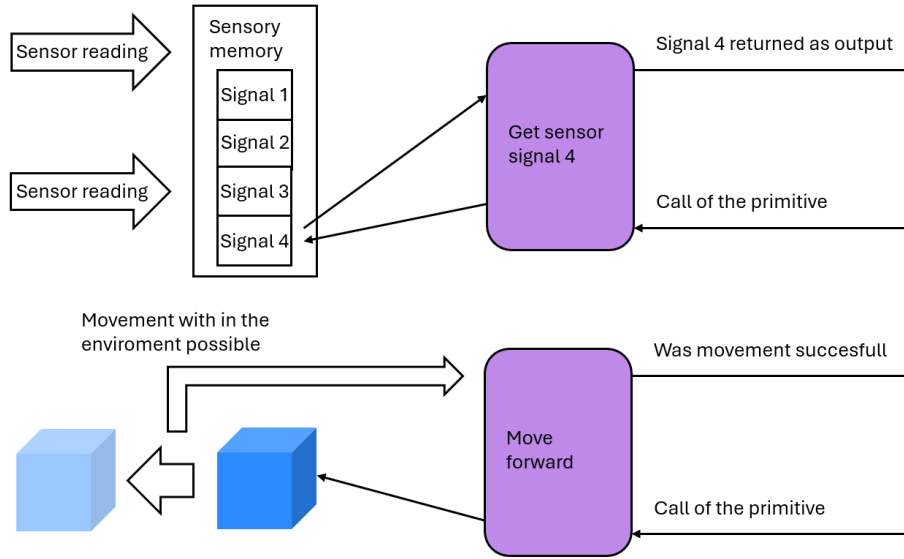 Sensor reading
Sensory
memory
Signal 1
Signal 2
Signal 3
Signal 4
Sensor reading
Get sensor
signal 4
Signal 4 returned as output
Call of the primitive
Movement with in the
enviroment possible
Move
forward
Was movement succesfull
Call of the primitive